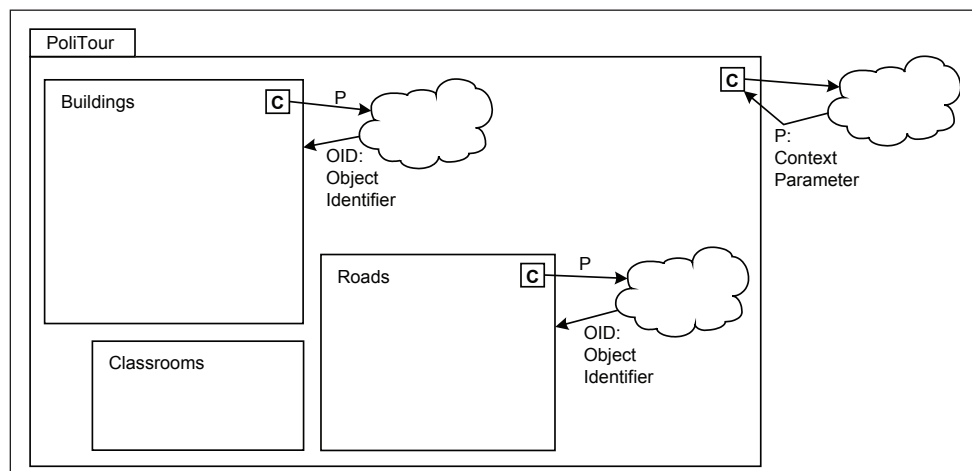 PoliTour
Buildings
C
P
OID:
Object
Identifier
C
P:
Context
Parameter
Roads
C
P
OID:
Object
Identifier
Classrooms